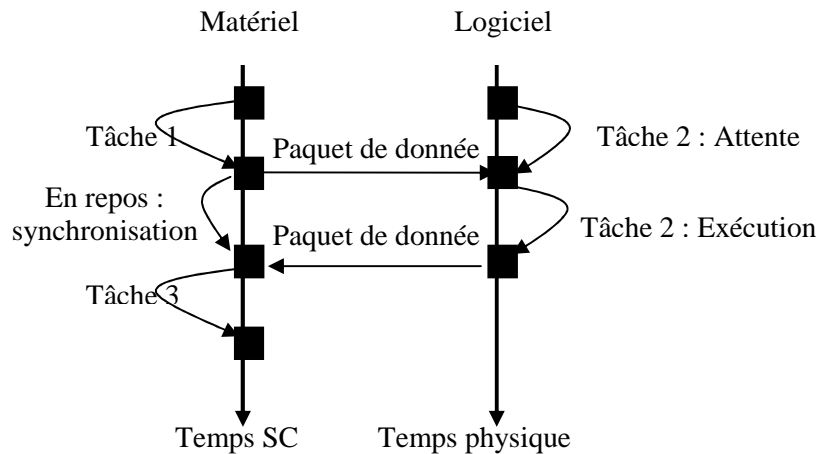 Matériel
Logiciel
Tâche 1
Paquet de donnée
Tâche 2 : Attente
En repos :
synchronisation
Paquet de donnée
Tâche 2 : Exécution
Tâche 3
Temps SC
Temps physique